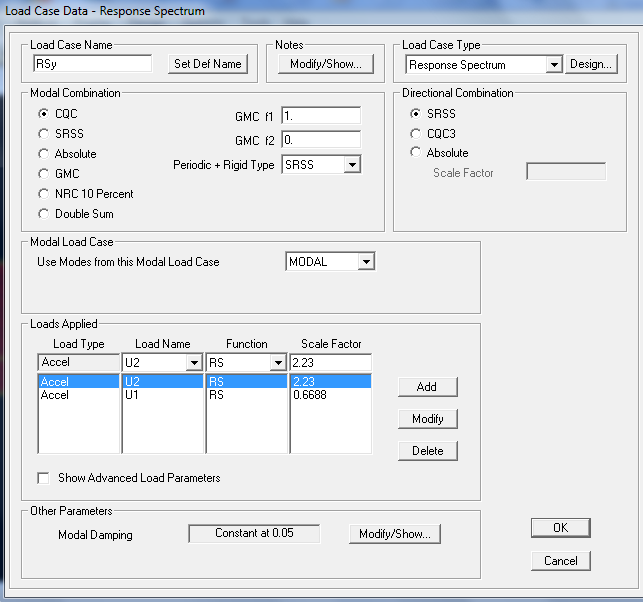 Load Case Data - Response Spectrum
Load Case Name
Notes
Load Case Type
RSy
Set Def Name
Modify/Show...
Response Spectrum
Design...
Modal Combination
Directional Combination
CQC
GMC f1
1.
SRSS
SRSS
GMC f2
0.
CQC3
Absolute
Periodic + Rigid Type
SRSS
Absolute
GMC
Scale Factor
NRC 10 Percent
Double Sum
Modal Load Case
Use Modes from this Modal Load Case
MODAL
Loads Applied
Load Type Load Name Function Scale Factor
Accel U2 RS 2.23
Accel U2 RS 2.23
Accel U1 RS 0.6688
Add
Modify
Delete
Show Advanced Load Parameters
Other Parameters
Modal Damping
Constant at 0.05
Modify/Show...
OK
Cancel